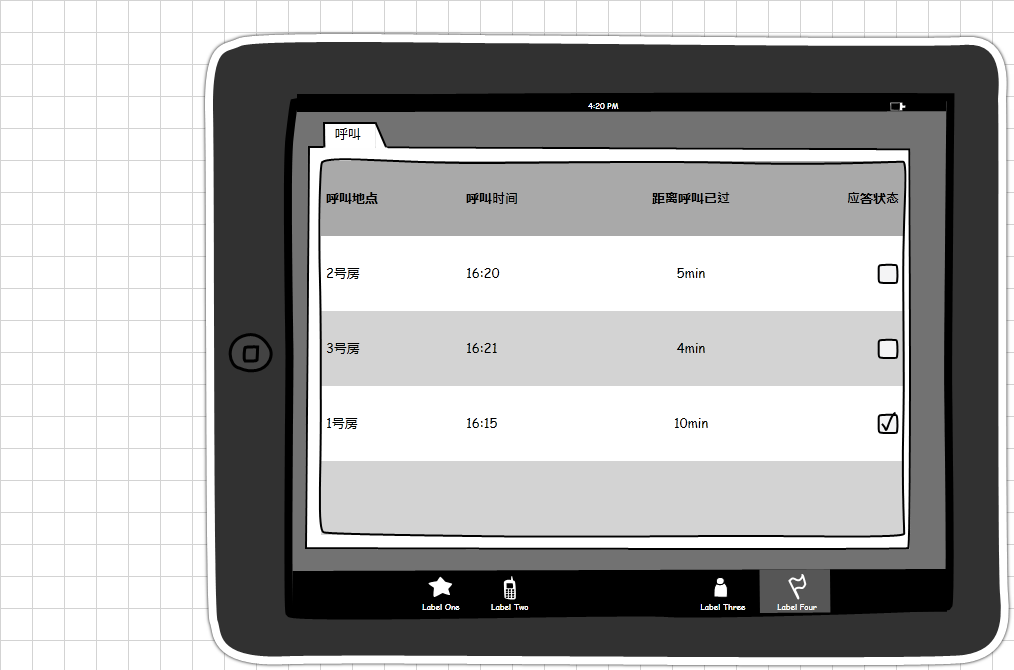 4:20 PM
呼叫
呼叫地点 呼叫时间 距离呼叫已过 应答状态
2号房 16:20 5min
3号房 16:21 4min
1号房 16:15 10min
Label One Label Two Label Three Label Four